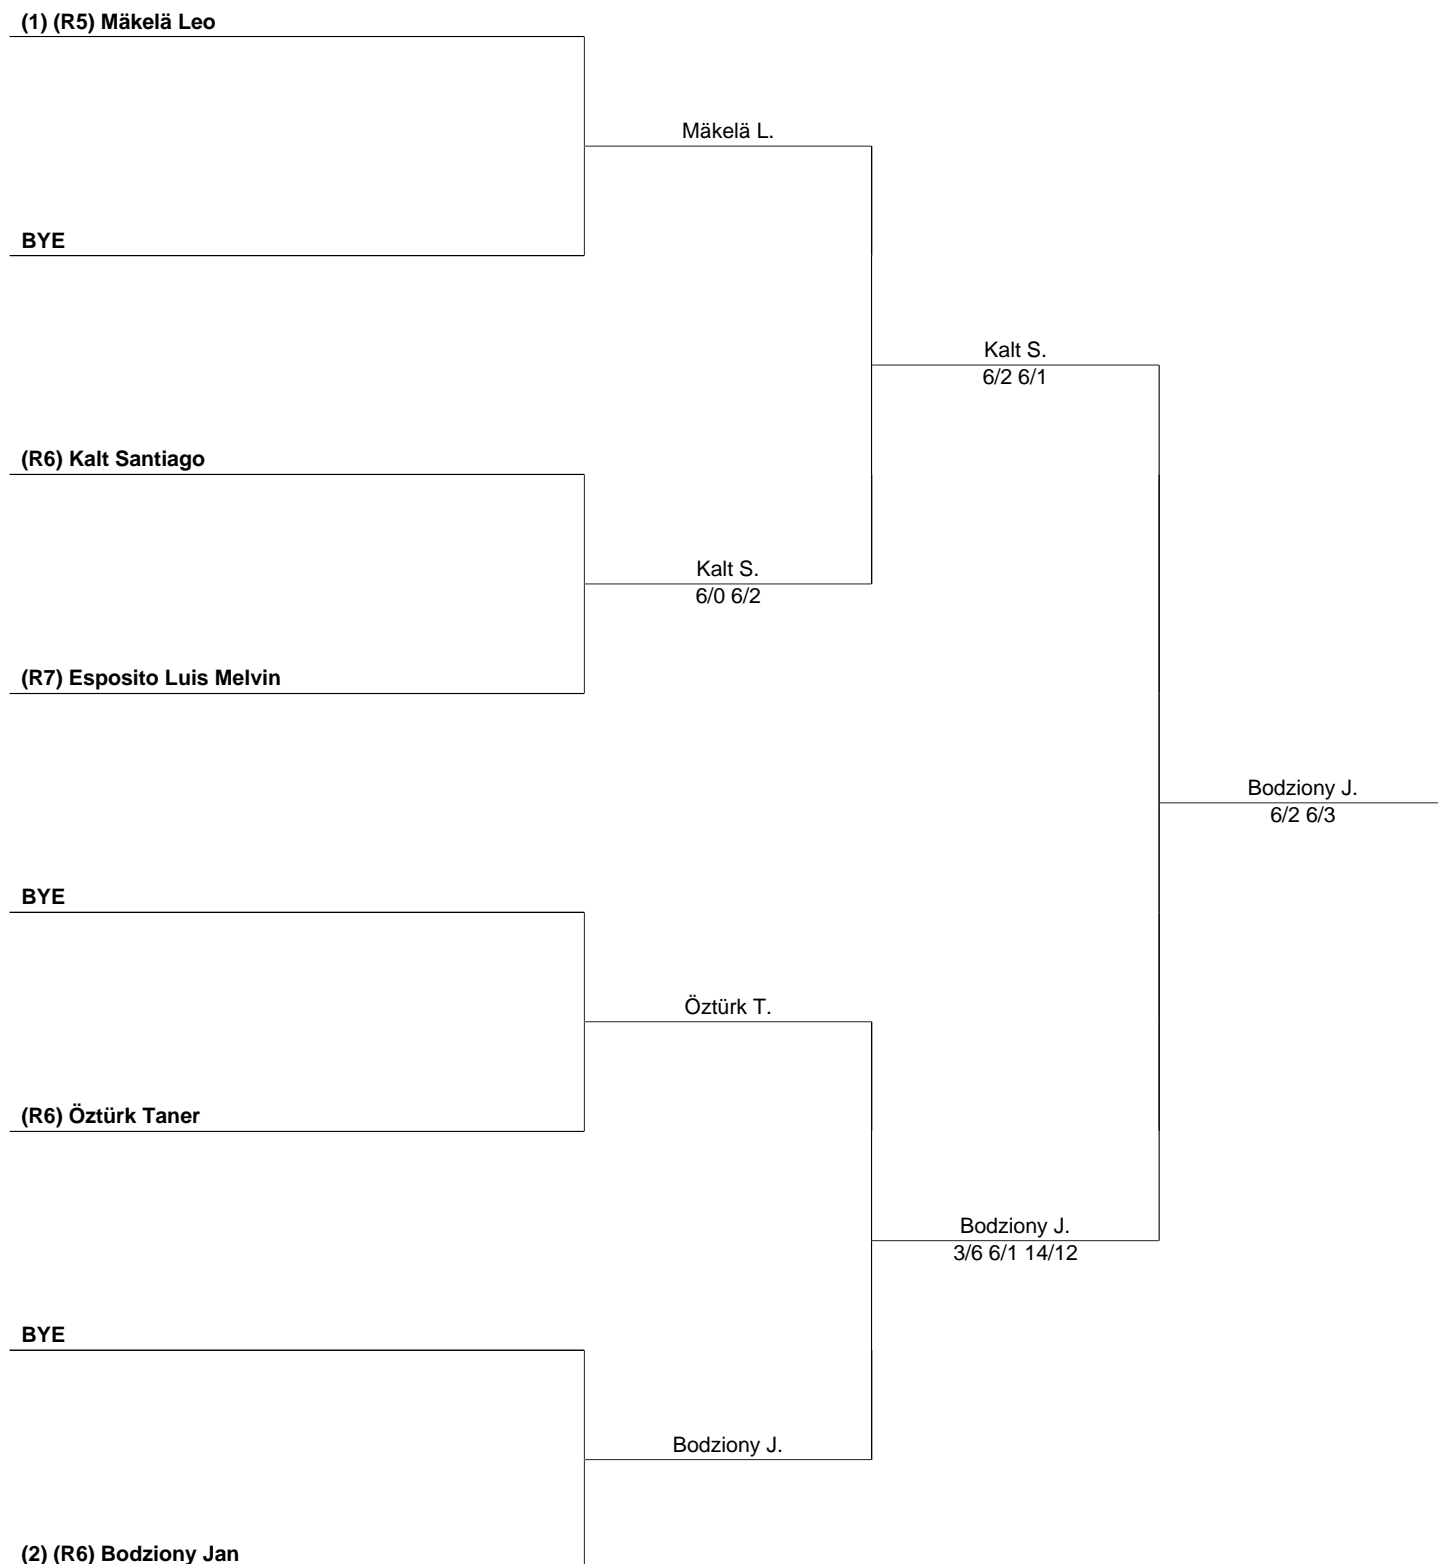 (1) (R5) Mäkelä Leo
Mäkelä L.
BYE
Kalt S.
6/2 6/1
(R6) Kalt Santiago
Kalt S.
6/0 6/2
(R7) Esposito Luis Melvin
Bodziony J.
6/2 6/3
BYE
Öztürk T.
(R6) Öztürk Taner
Bodziony J.
3/6 6/1 14/12
BYE
Bodziony J.
(2) (R6) Bodziony Jan